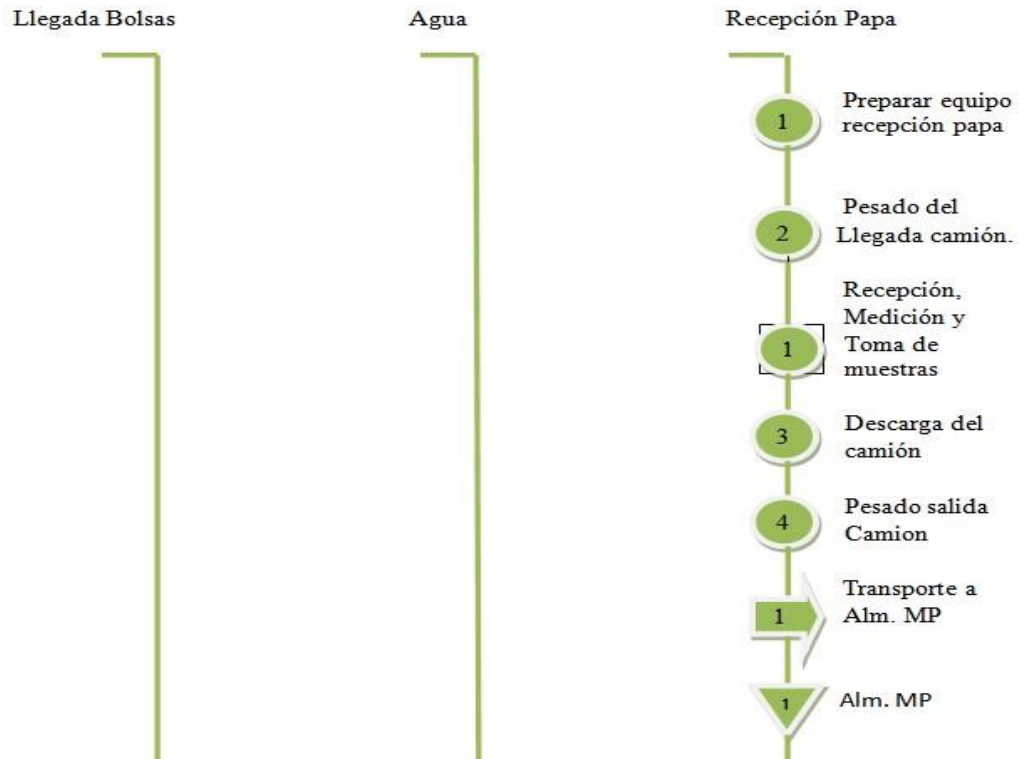 Llegada Bolsas
Agua
Recepción Papa
1
Preparar equipo
recepción papa
2
Pesado del
Llegada camión.
1
Recepción,
Medición y
Toma de
muestras
3
Descarga del
camión
4
Pesado salida
Camion
1
Transporte a
Alm. MP
1
Alm. MP